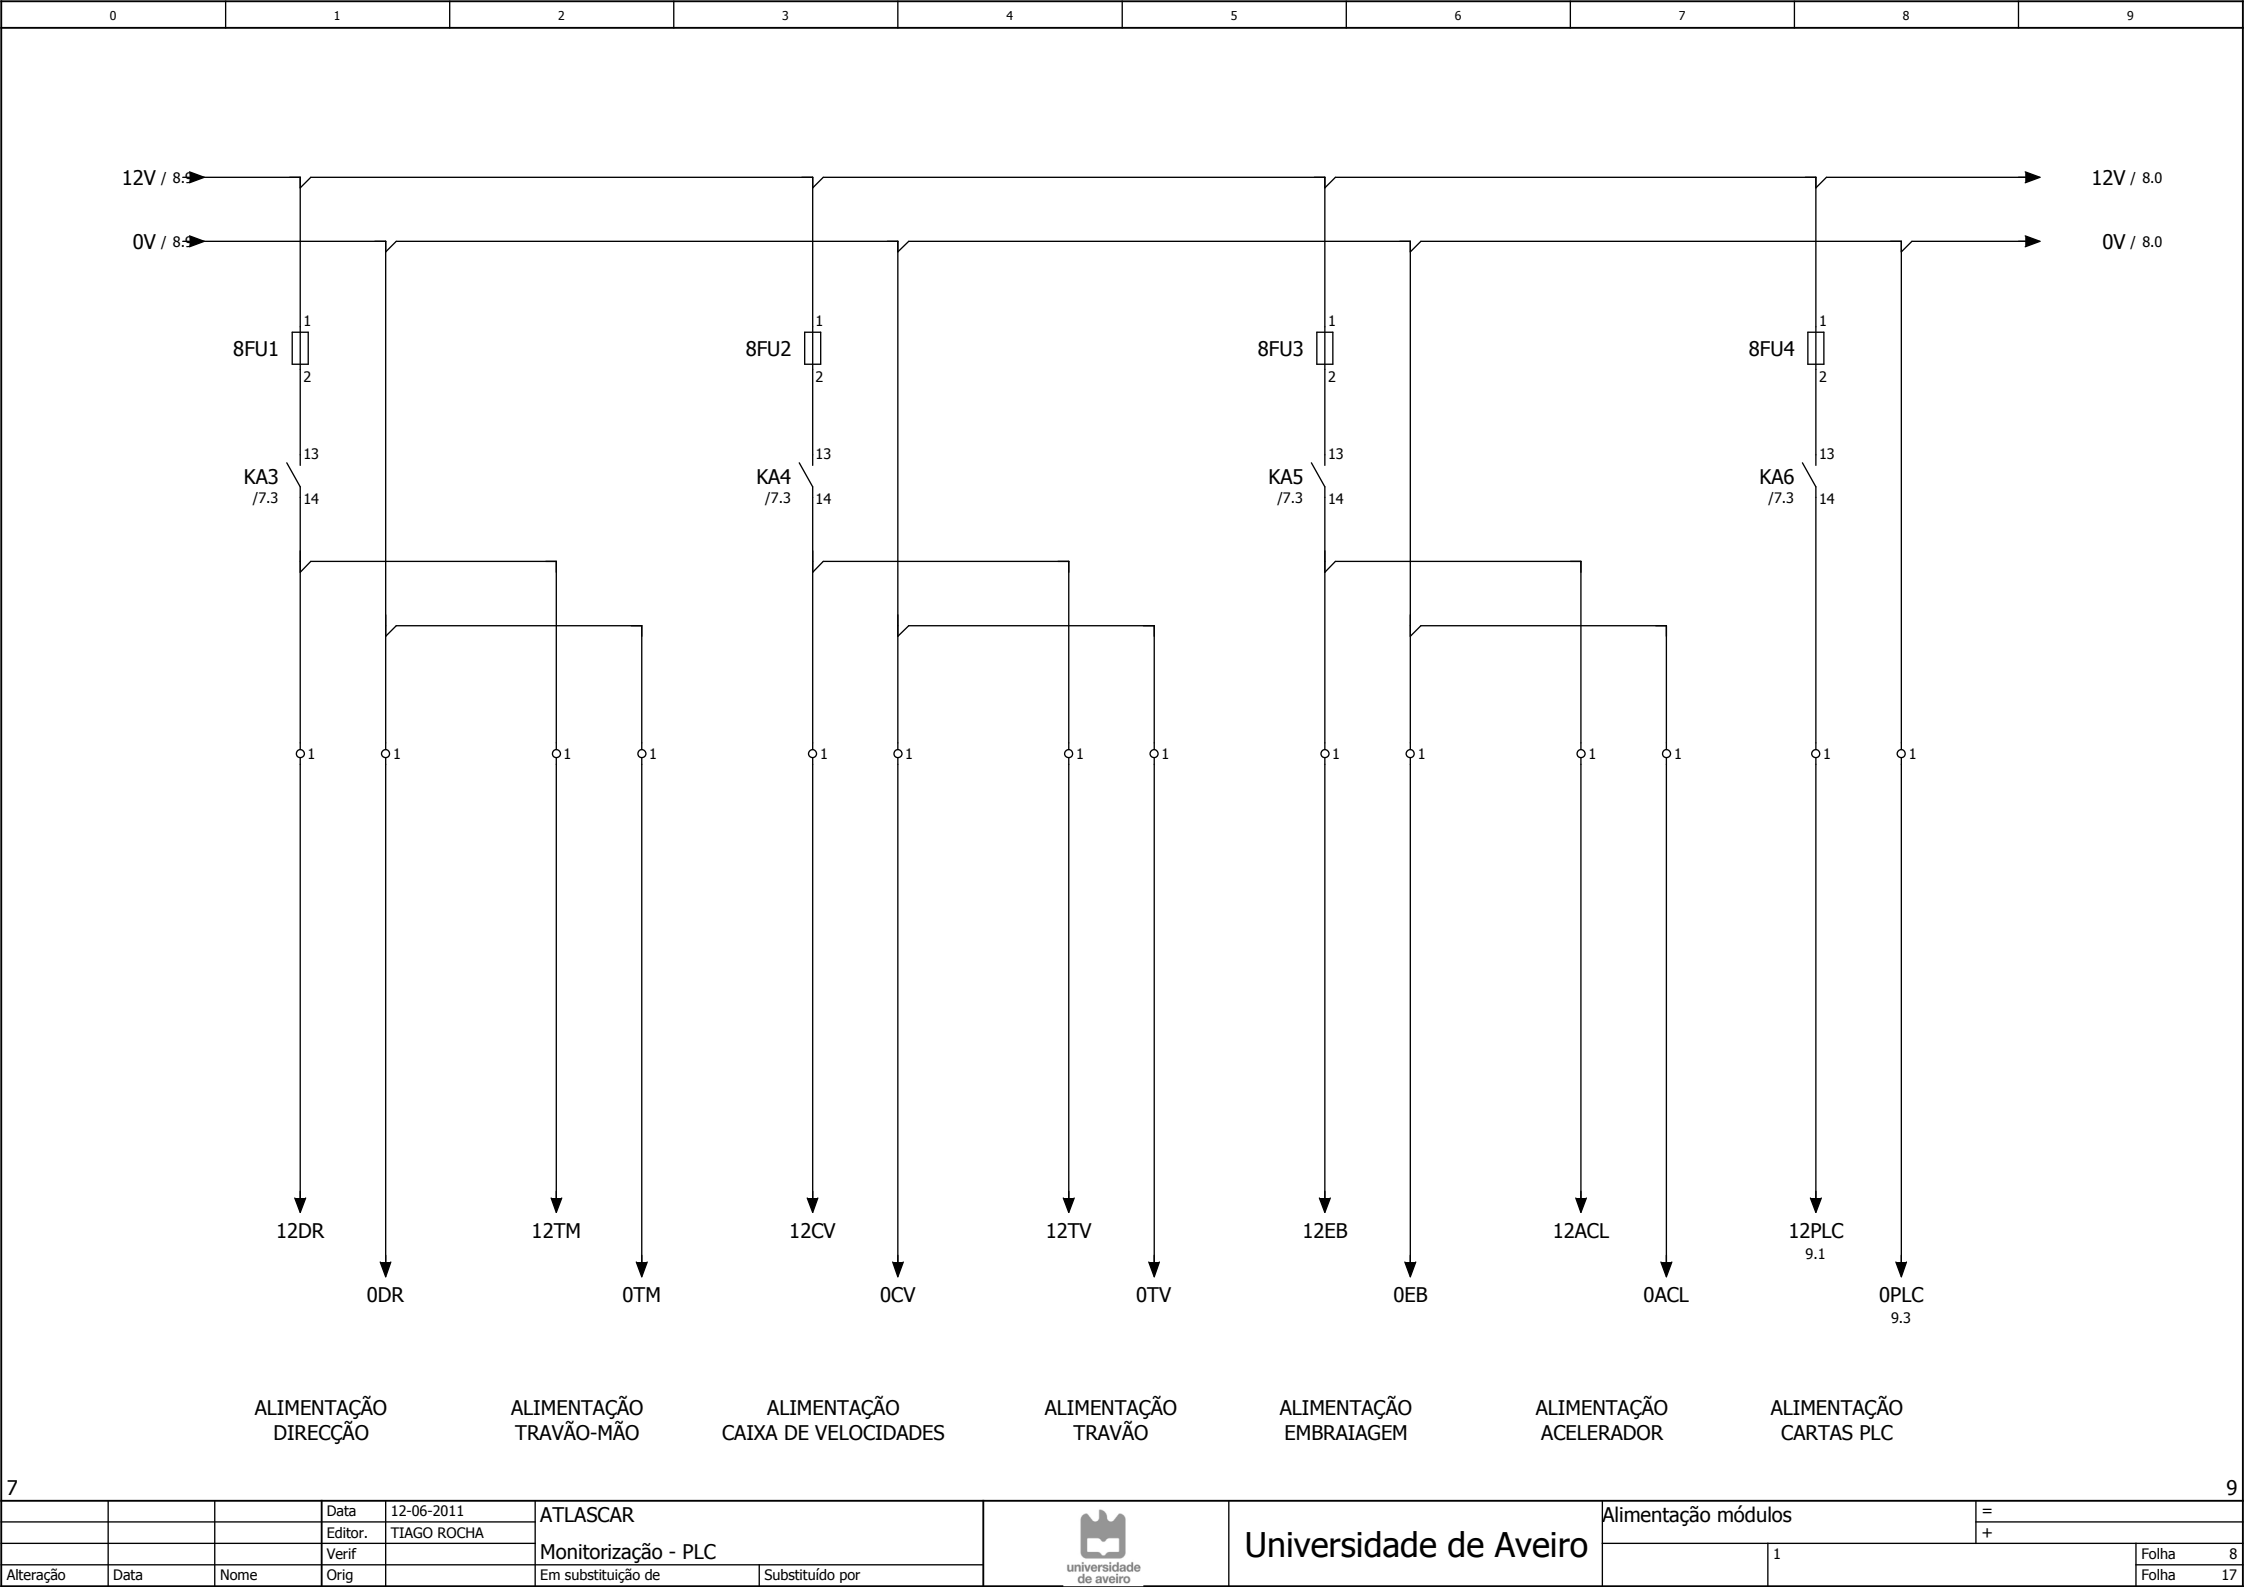 0 1 2 3 4 5 6 7 8 9
12V / 8.9 12V / 8.0
0V / 8.9 0V / 8.0
1 1 1 1
8FU1 8FU2 8FU3 8FU4
2 2 2 2
13 13 13 13
KA3 KA4 KA5 KA6
/7.3 14 /7.3 14 /7.3 14 /7.3 14
1 1 1 1 1 1 1 1 1 1 1 1 1 1
12DR 12TM 12CV 12TV 12EB 12ACL 12PLC
9.1
0DR 0TM 0CV 0TV 0EB 0ACL 0PLC
9.3
ALIMENTAÇÃO ALIMENTAÇÃO ALIMENTAÇÃO ALIMENTAÇÃO ALIMENTAÇÃO ALIMENTAÇÃO ALIMENTAÇÃO
DIRECÇÃO TRAVÃO-MÃO CAIXA DE VELOCIDADES TRAVÃO EMBRAIAGEM ACELERADOR CARTAS PLC
7 9
Data 12-06-2011 ATLASCAR Alimentação módulos =
Editor. TIAGO ROCHA +
Verif Monitorização - PLC Universidade de Aveiro 1 Folha 8
Alteração Data Nome Orig Em substituição de Substituído por Folha 17
universidade
de aveiro